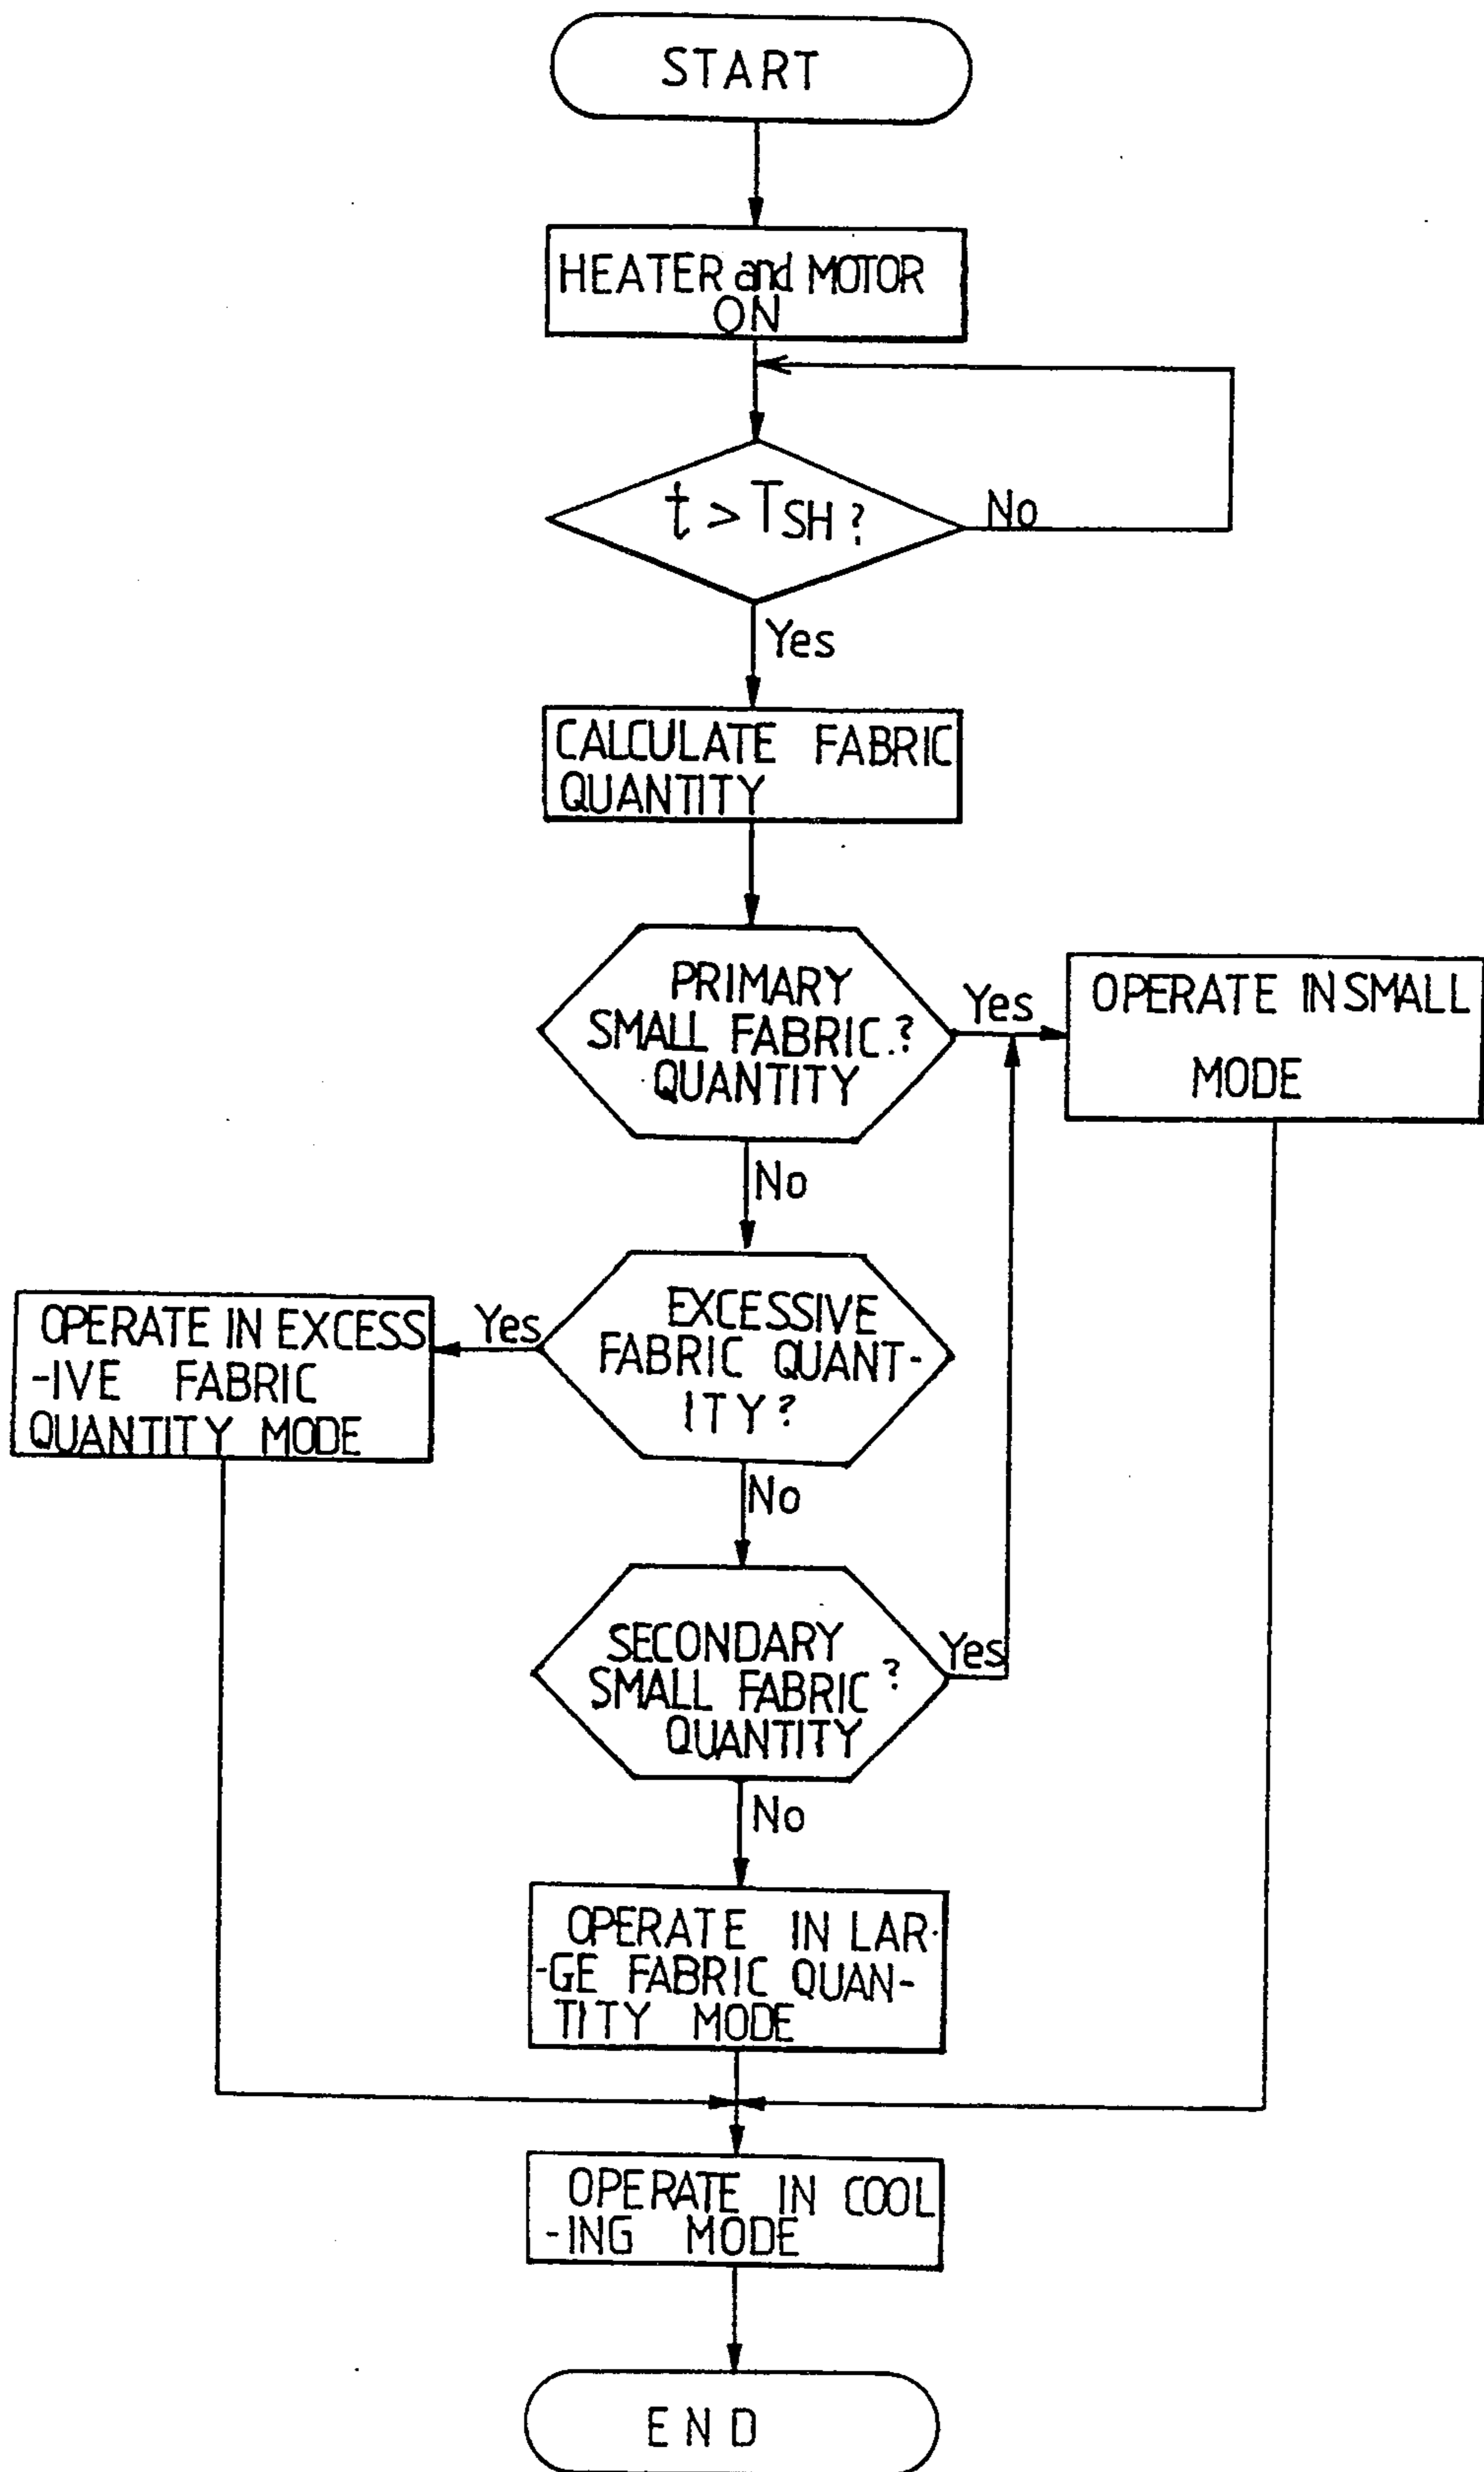 START
HEATER and MOTOR
ON
t > TSH ?
No
Yes
CALCULATE FABRIC
QUANTITY
PRIMARY
SMALL FABRIC.?
QUANTITY
Yes
OPERATE IN SMALL
MODE
No
EXCESSIVE
FABRIC QUANT-
ITY?
Yes
OPERATE IN EXCESS
-IVE FABRIC
QUANTITY MODE
No
SECONDARY
SMALL FABRIC ?
QUANTITY
Yes
No
OPERATE IN LAR-
-GE FABRIC QUAN-
TITY MODE
OPERATE IN COOL
-ING MODE
END